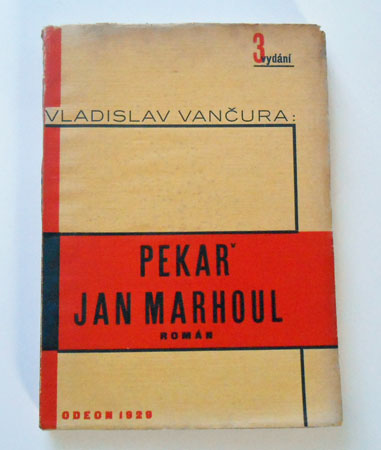 3. vydání
VLADISLAV VANČURA:
PEKAŘ
JAN MARHOUL
ROMÁN
ODEON 1929